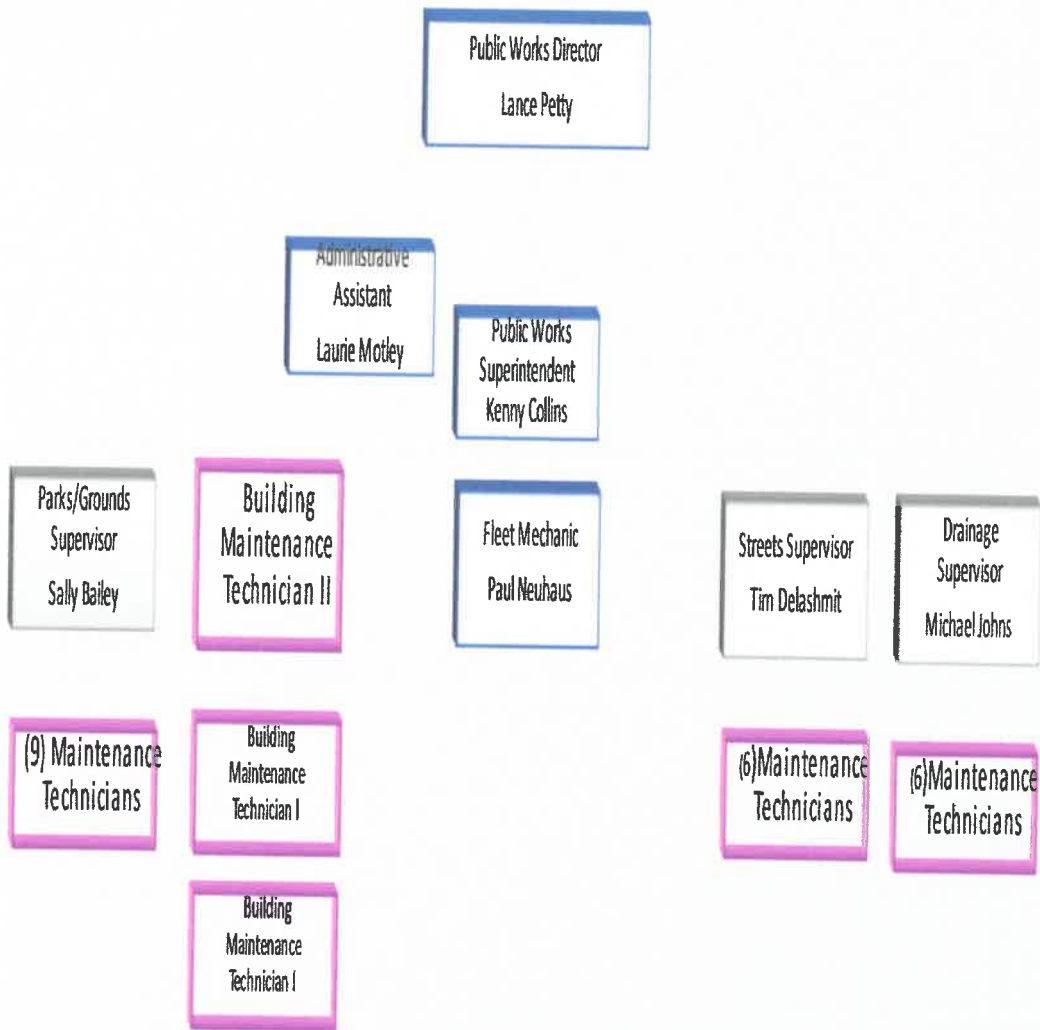 Public Works Director
Lance Petty
Administrative
Assistant
Laurie Motley
Public Works
Superintendent
Kenny Collins
Parks/Grounds
Supervisor
Sally Bailey
Building
Maintenance
Technician II
Fleet Mechanic
Paul Neuhaus
Streets Supervisor
Tim Delashmit
Drainage
Supervisor
Michael Johns
(9) Maintenance
Technicians
Building
Maintenance
Technician I
(6)Maintenance
Technicians
(6)Maintenance
Technicians
Building
Maintenance
Technician I